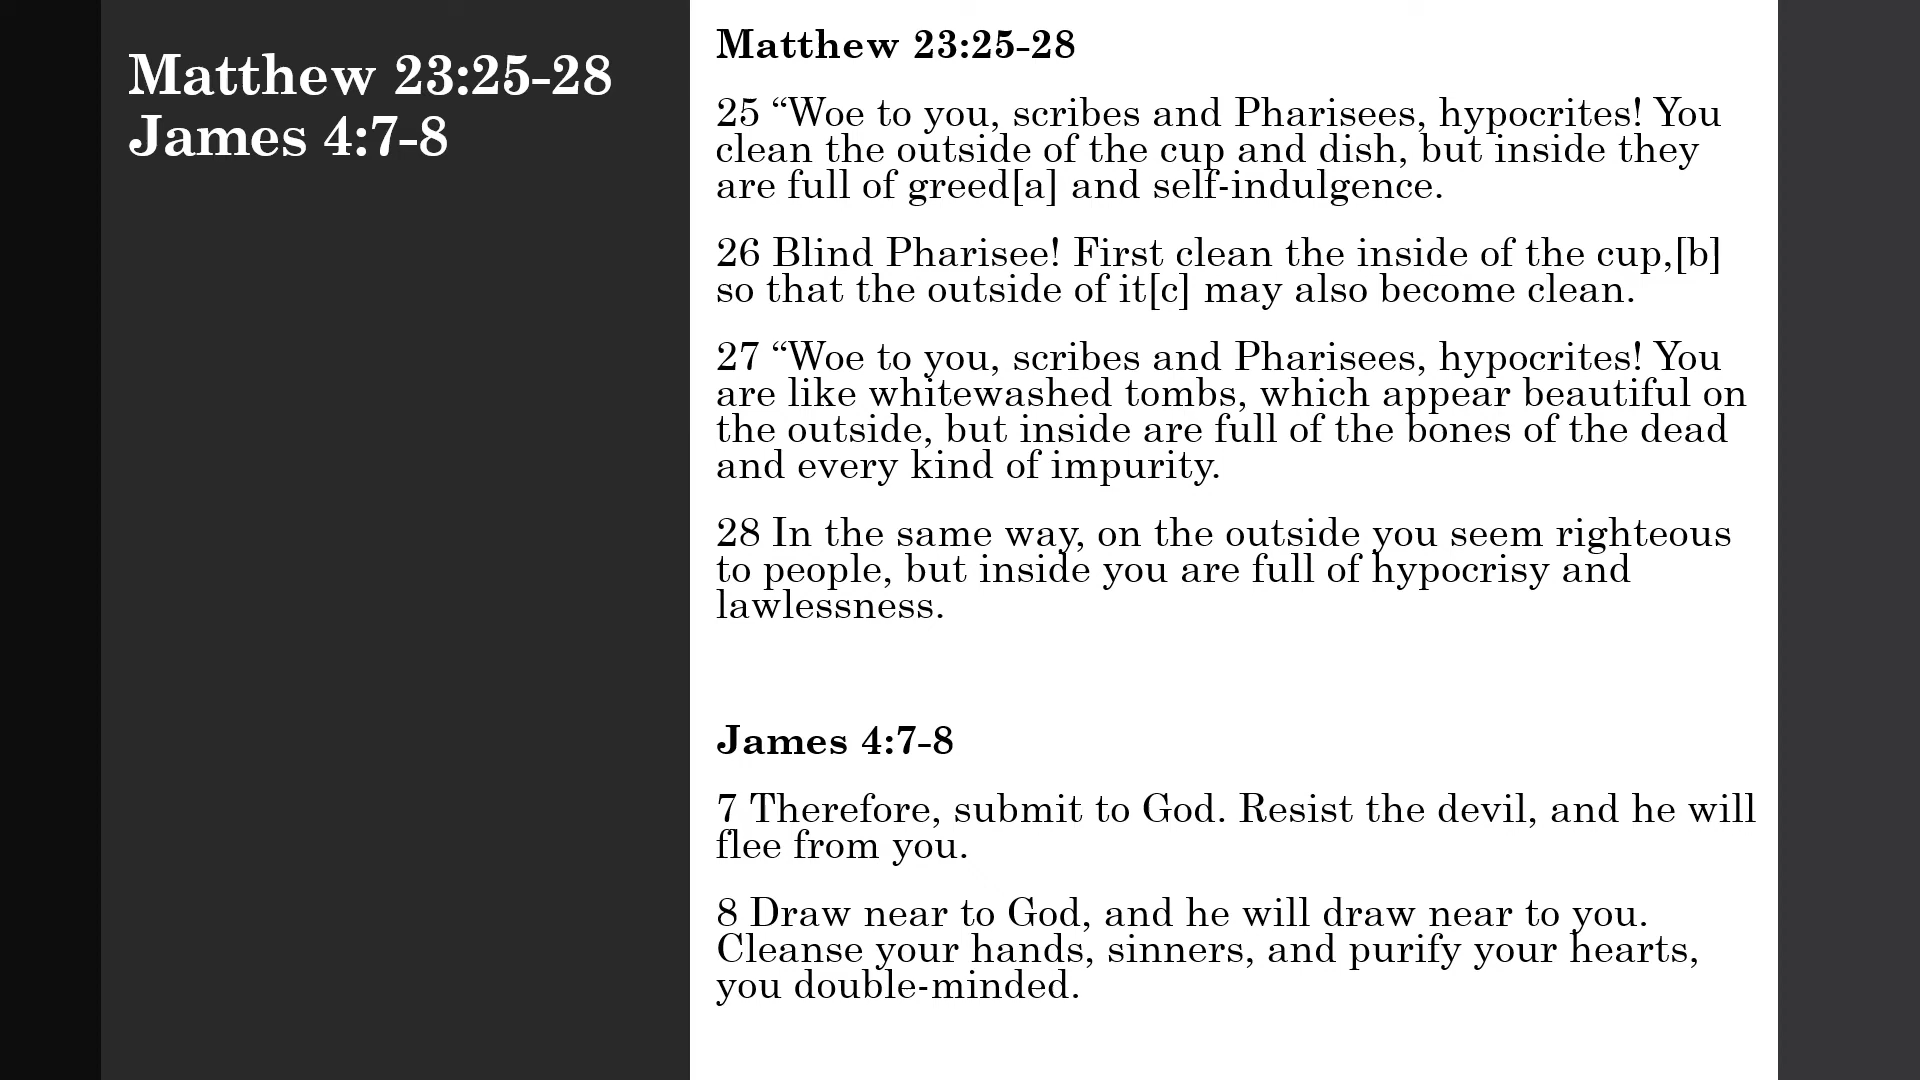 Matthew 23:25-28
James 4:7-8
Matthew 23:25-28
25 “Woe to you, scribes and Pharisees, hypocrites! You
clean the outside of the cup and dish, but inside they
are full of greed[a] and self-indulgence.
26 Blind Pharisee! First clean the inside of the cup,[b]
so that the outside of it[c] may also become clean.
27 “Woe to you, scribes and Pharisees, hypocrites! You
are like whitewashed tombs, which appear beautiful on
the outside, but inside are full of the bones of the dead
and every kind of impurity.
28 In the same way, on the outside you seem righteous
to people, but inside you are full of hypocrisy and
lawlessness.
James 4:7-8
7 Therefore, submit to God. Resist the devil, and he will
flee from you.
8 Draw near to God, and he will draw near to you.
Cleanse your hands, sinners, and purify your hearts,
you double-minded.